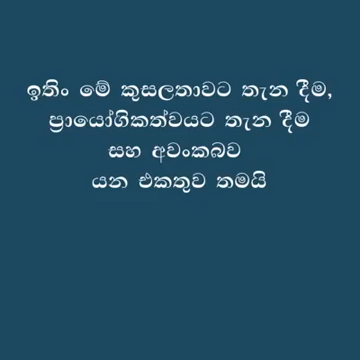 ඉතිං මේ කුසලතාවට තැන දීම,
ප්‍රායෝගිකත්වයට තැන දීම
සහ අවංකබව
යන එකතුව තමයි